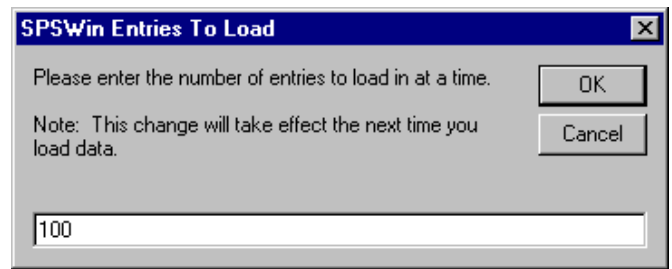 SPSWin Entries To Load
Please enter the number of entries to load in at a time.
OK
Note: This change will take effect the next time you
load data.
Cancel
100